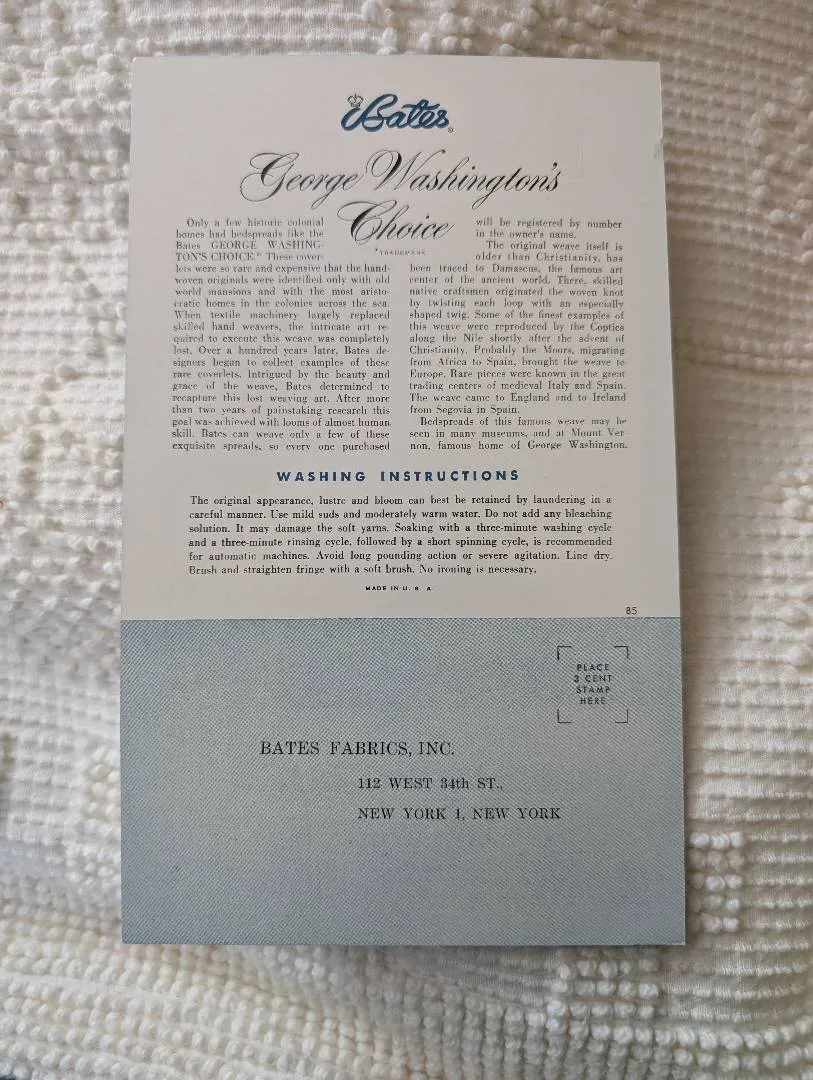 Bates®
George Washington's
Choice
*TRADEMARK
Only a few historic colonial
homes had bedspreads like the
Bates GEORGE WASHING-
TON'S CHOICE.* These cover-
lets were so rare and expensive that the hand-
woven originals were identified only with old
world mansions and with the most aristo-
cratic homes in the colonies across the sea.
When textile machinery largely replaced
skilled hand weavers, the intricate art re-
quired to execute this weave was completely
lost. Over a hundred years later, Bates de-
signers began to collect examples of these
rare coverlets. Intrigued by the beauty and
grace of the weave, Bates determined to
recapture this lost weaving art. After more
than two years of painstaking research this
goal was achieved with looms of almost human
skill. Bates can weave only a few of these
exquisite spreads, so every one purchased
will be registered by number
in the owner's name.
The original weave itself is
older than Christianity, has
been traced to Damascus, the famous art
center of the ancient world. There, skilled
native craftsmen originated the woven knot
by twisting each loop with an especially
shaped twig. Some of the finest examples of
this weave were reproduced by the Coptics
along the Nile shortly after the advent of
Christianity. Probably the Moors, migrating
from Africa to Spain, brought the weave to
Europe. Rare pieces were known in the great
trading centers of medieval Italy and Spain.
The weave came to England and to Ireland
from Segovia in Spain.
Bedspreads of this famous weave may be
seen in many museums, and at Mount Ver-
non, famous home of George Washington.
WASHING INSTRUCTIONS
The original appearance, lustre and bloom can best be retained by laundering in a
careful manner. Use mild suds and moderately warm water. Do not add any bleaching
solution. It may damage the soft yarns. Soaking with a three-minute washing cycle
and a three-minute rinsing cycle, followed by a short spinning cycle, is recommended
for automatic machines. Avoid long pounding action or severe agitation. Line dry.
Brush and straighten fringe with a soft brush. No ironing is necessary.
MADE IN U. S. A.
B5
PLACE
3 CENT
STAMP
HERE
BATES FABRICS, INC.
112 WEST 34th ST.,
NEW YORK 1, NEW YORK